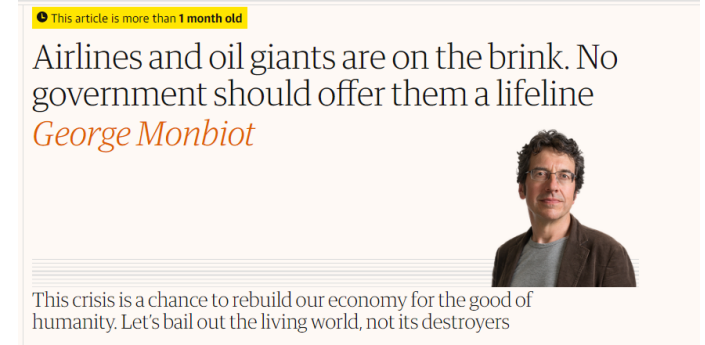 This article is more than 1 month old
Airlines and oil giants are on the brink. No
government should offer them a lifeline
George Monbiot
This crisis is a chance to rebuild our economy for the good of
humanity. Let’s bail out the living world, not its destroyers